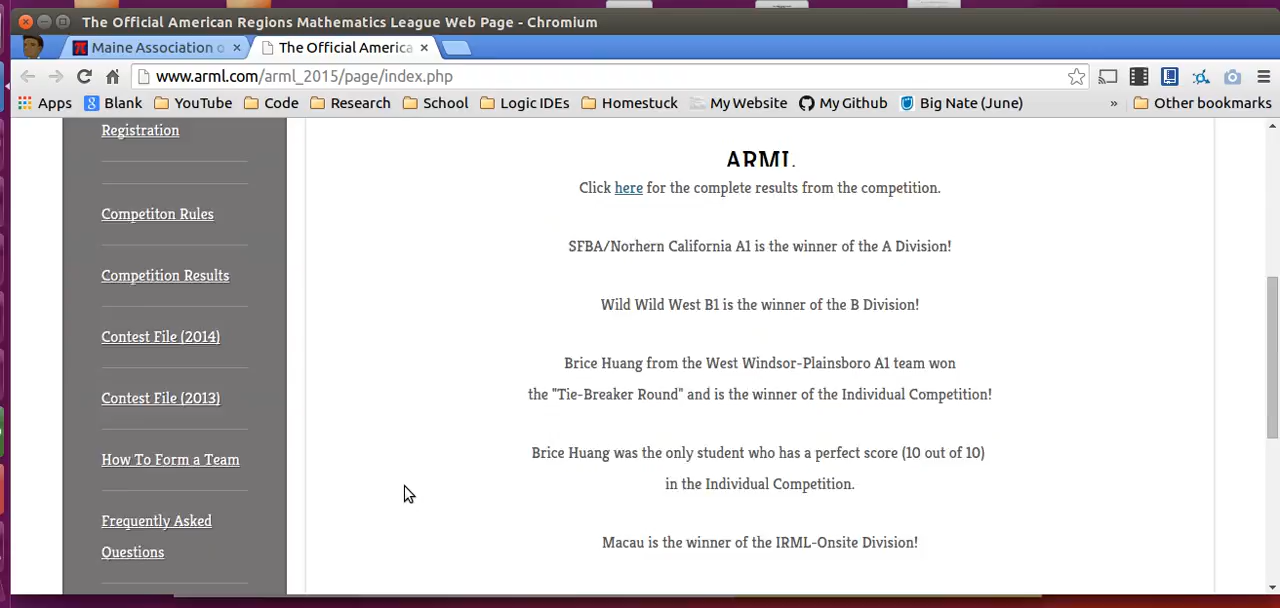 The Official American Regions Mathematics League Web Page - Chromium
Maine Association o
The Official America
www.arml.com/arml_2015/page/index.php
Apps Blank YouTube Code Research School Logic IDEs Homestuck My Website My Github Big Nate (June) » Other bookmarks
Registration
Competiton Rules
Competition Results
Contest File (2014)
Contest File (2013)
How To Form a Team
Frequently Asked
Questions
ARML.
Click here for the complete results from the competition.
SFBA/Norhern California A1 is the winner of the A Division!
Wild Wild West B1 is the winner of the B Division!
Brice Huang from the West Windsor-Plainsboro A1 team won
the "Tie-Breaker Round" and is the winner of the Individual Competition!
Brice Huang was the only student who has a perfect score (10 out of 10)
in the Individual Competition.
Macau is the winner of the IRML-Onsite Division!